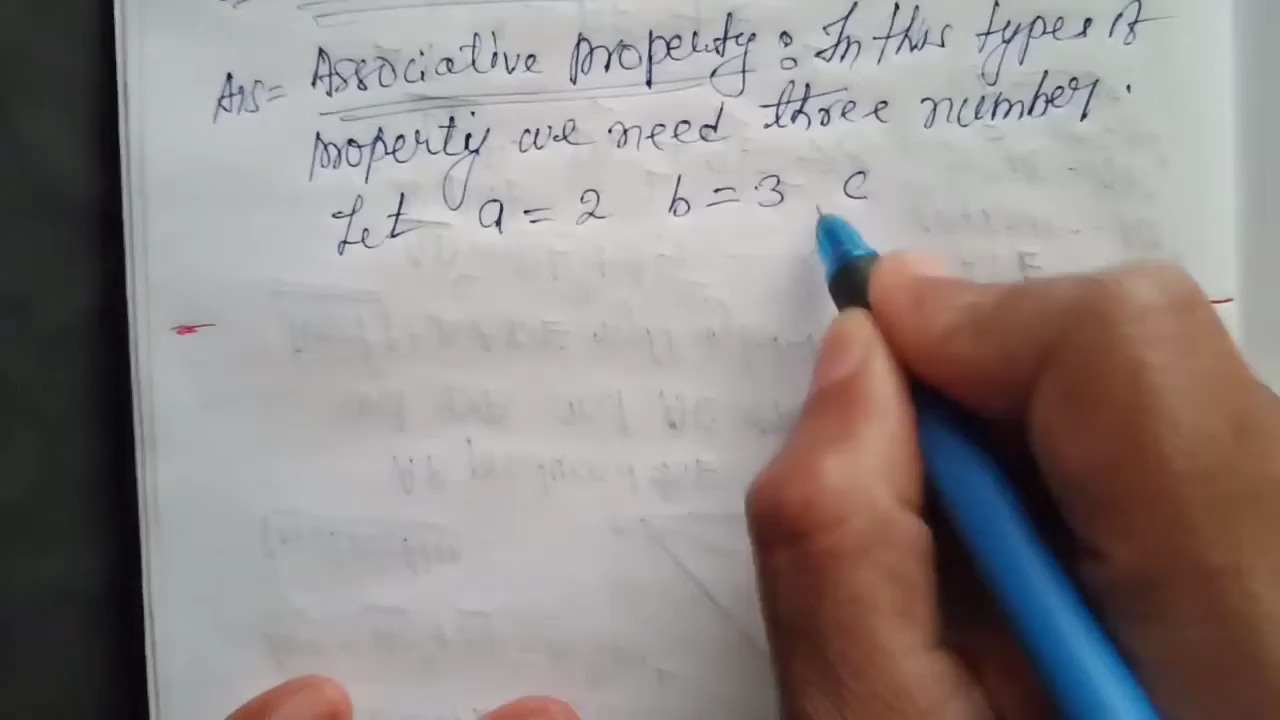 Ans= Associative property : In this types of
property we need three number.
Let a = 2 b = 3 c